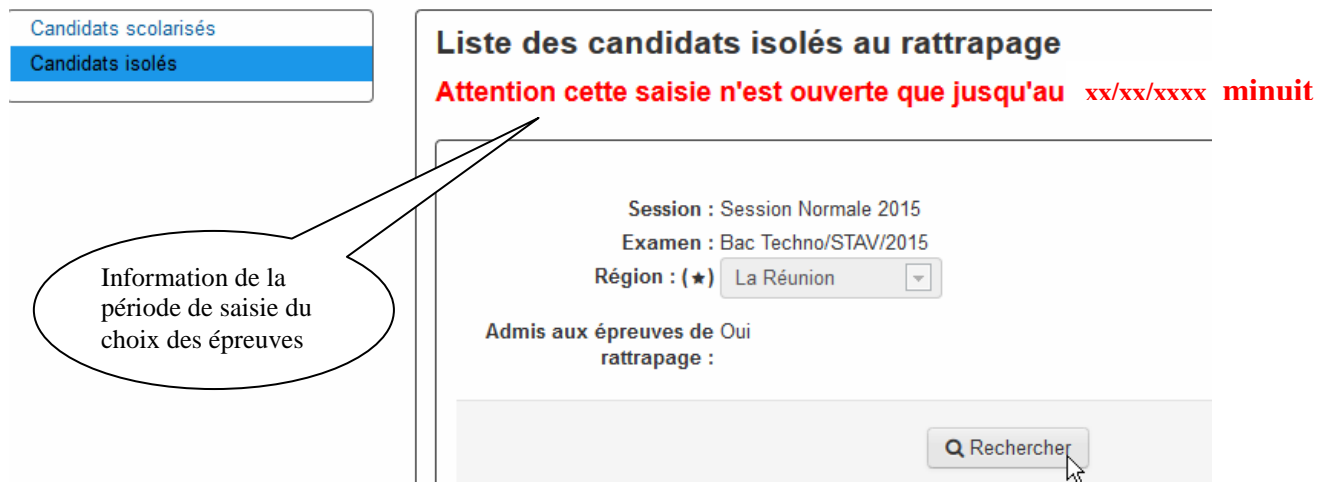 Candidats scolarisés
Candidats isolés
Liste des candidats isolés au rattrapage
Attention cette saisie n'est ouverte que jusqu'au xx/xx/xxxx minuit
Session : Session Normale 2015
Examen : Bac Techno/STAV/2015
Région : (★) La Réunion
Admis aux épreuves de Oui
rattrapage :
Information de la
période de saisie du
choix des épreuves
Rechercher